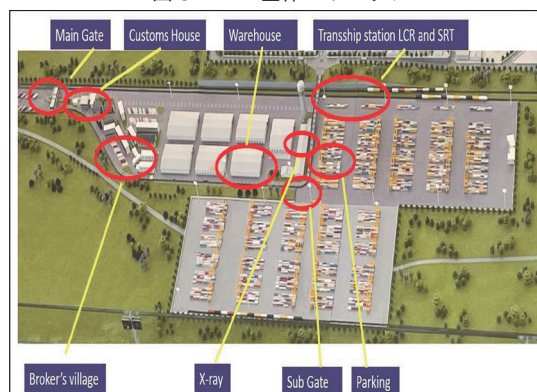 Main Gate
Customs House
Warehouse
Transship station LCR and SRT
Broker's village
X-ray
Sub Gate
Parking